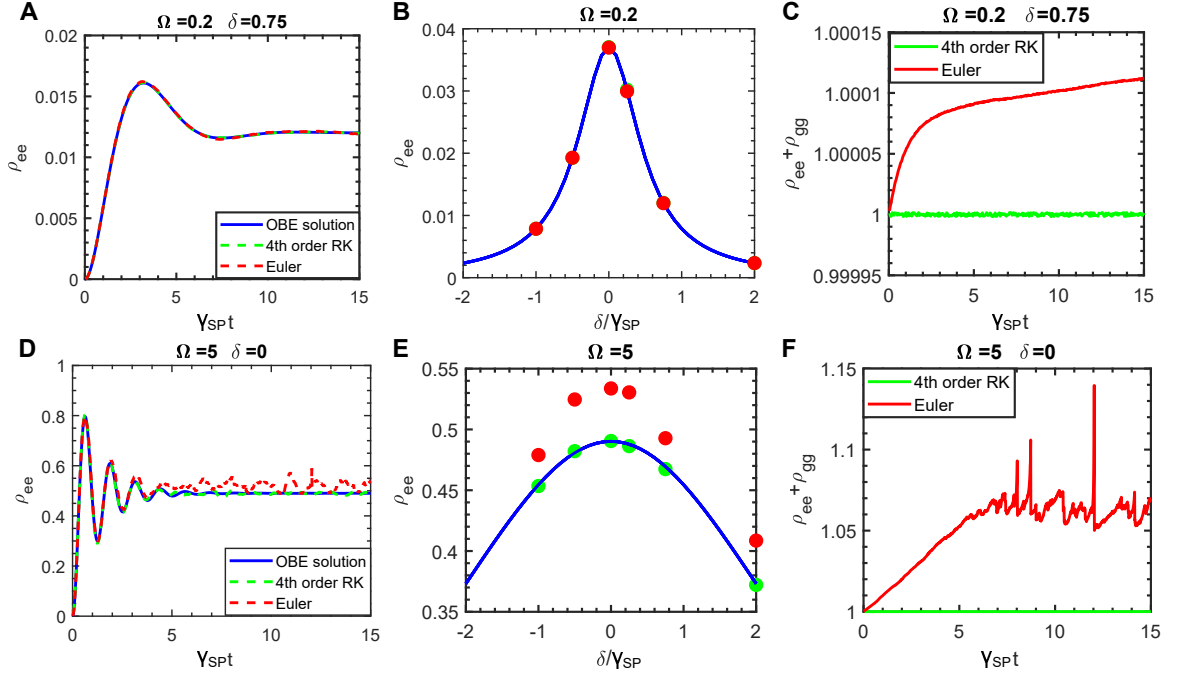 A
Ω =0.2 δ =0.75
0.02
0.015
0.01
0.005
0
ρee
OBE solution
4th order RK
Euler
0 5 10 15
γSP t
B
Ω =0.2
0.04
0.03
0.02
0.01
0
ρee
-2 -1 0 1 2
δ/γSP
C
Ω =0.2 δ =0.75
1.00015
1.0001
1.00005
1
0.99995
ρee + ρgg
4th order RK
Euler
0 5 10 15
γSP t
D
Ω =5 δ =0
1
0.8
0.6
0.4
0.2
0
ρee
OBE solution
4th order RK
Euler
0 5 10 15
γSP t
E
Ω =5
0.55
0.5
0.45
0.4
0.35
ρee
-2 -1 0 1 2
δ/γSP
F
Ω =5 δ =0
1.15
1.1
1.05
1
ρee + ρgg
4th order RK
Euler
0 5 10 15
γSP t